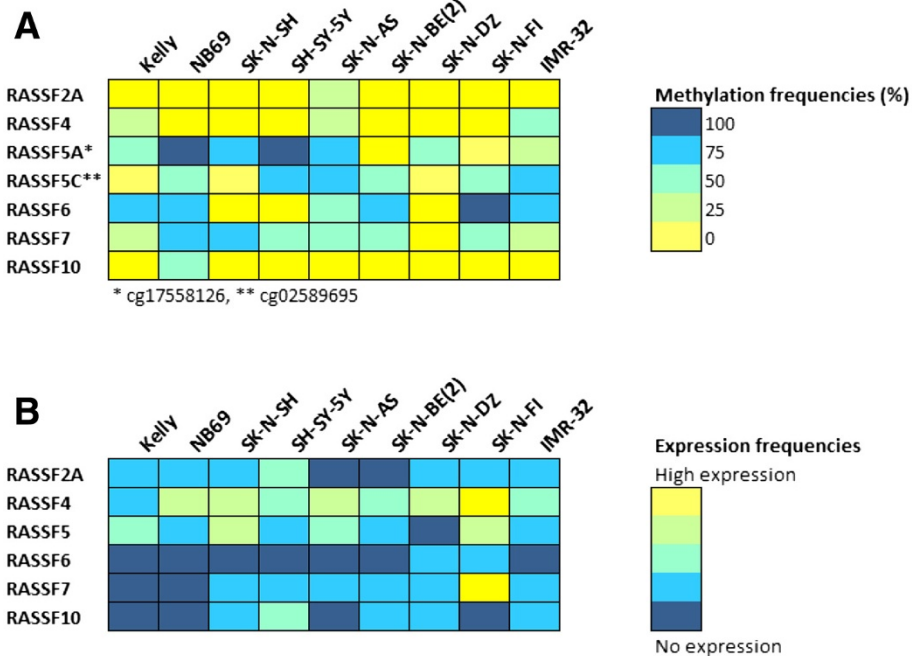 A
Kelly NB69 SK-N-SH SH-SY-5Y SK-N-AS SK-N-BE(2) SK-N-DZ SK-N-FI IMR-32
RASSF2A
RASSF4
RASSF5A*
RASSF5C**
RASSF6
RASSF7
RASSF10
* cg17558126, ** cg02589695
Methylation frequencies (%)
100
75
50
25
0
B
Kelly NB69 SK-N-SH SH-SY-5Y SK-N-AS SK-N-BE(2) SK-N-DZ SK-N-FI IMR-32
RASSF2A
RASSF4
RASSF5
RASSF6
RASSF7
RASSF10
Expression frequencies
High expression
No expression